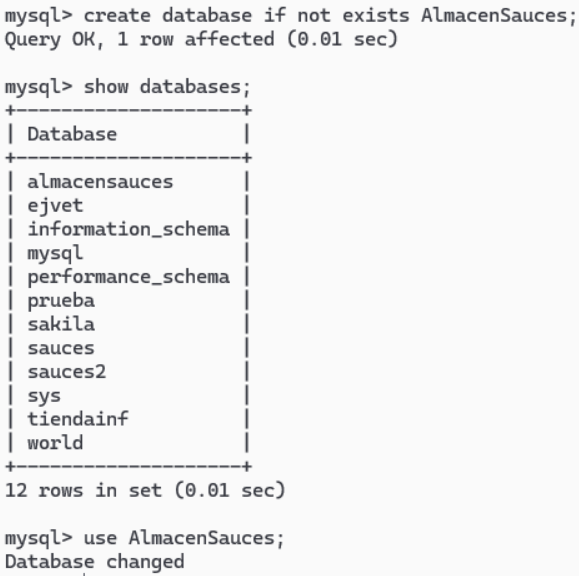 mysql> create database if not exists AlmacenSauces;
Query OK, 1 row affected (0.01 sec)

mysql> show databases;
+--------------------+
| Database           |
+--------------------+
| almacensauces      |
| ejvet              |
| information_schema |
| mysql              |
| performance_schema |
| prueba             |
| sakila             |
| sauces             |
| sauces2            |
| sys                |
| tiendainf          |
| world              |
+--------------------+
12 rows in set (0.01 sec)

mysql> use AlmacenSauces;
Database changed